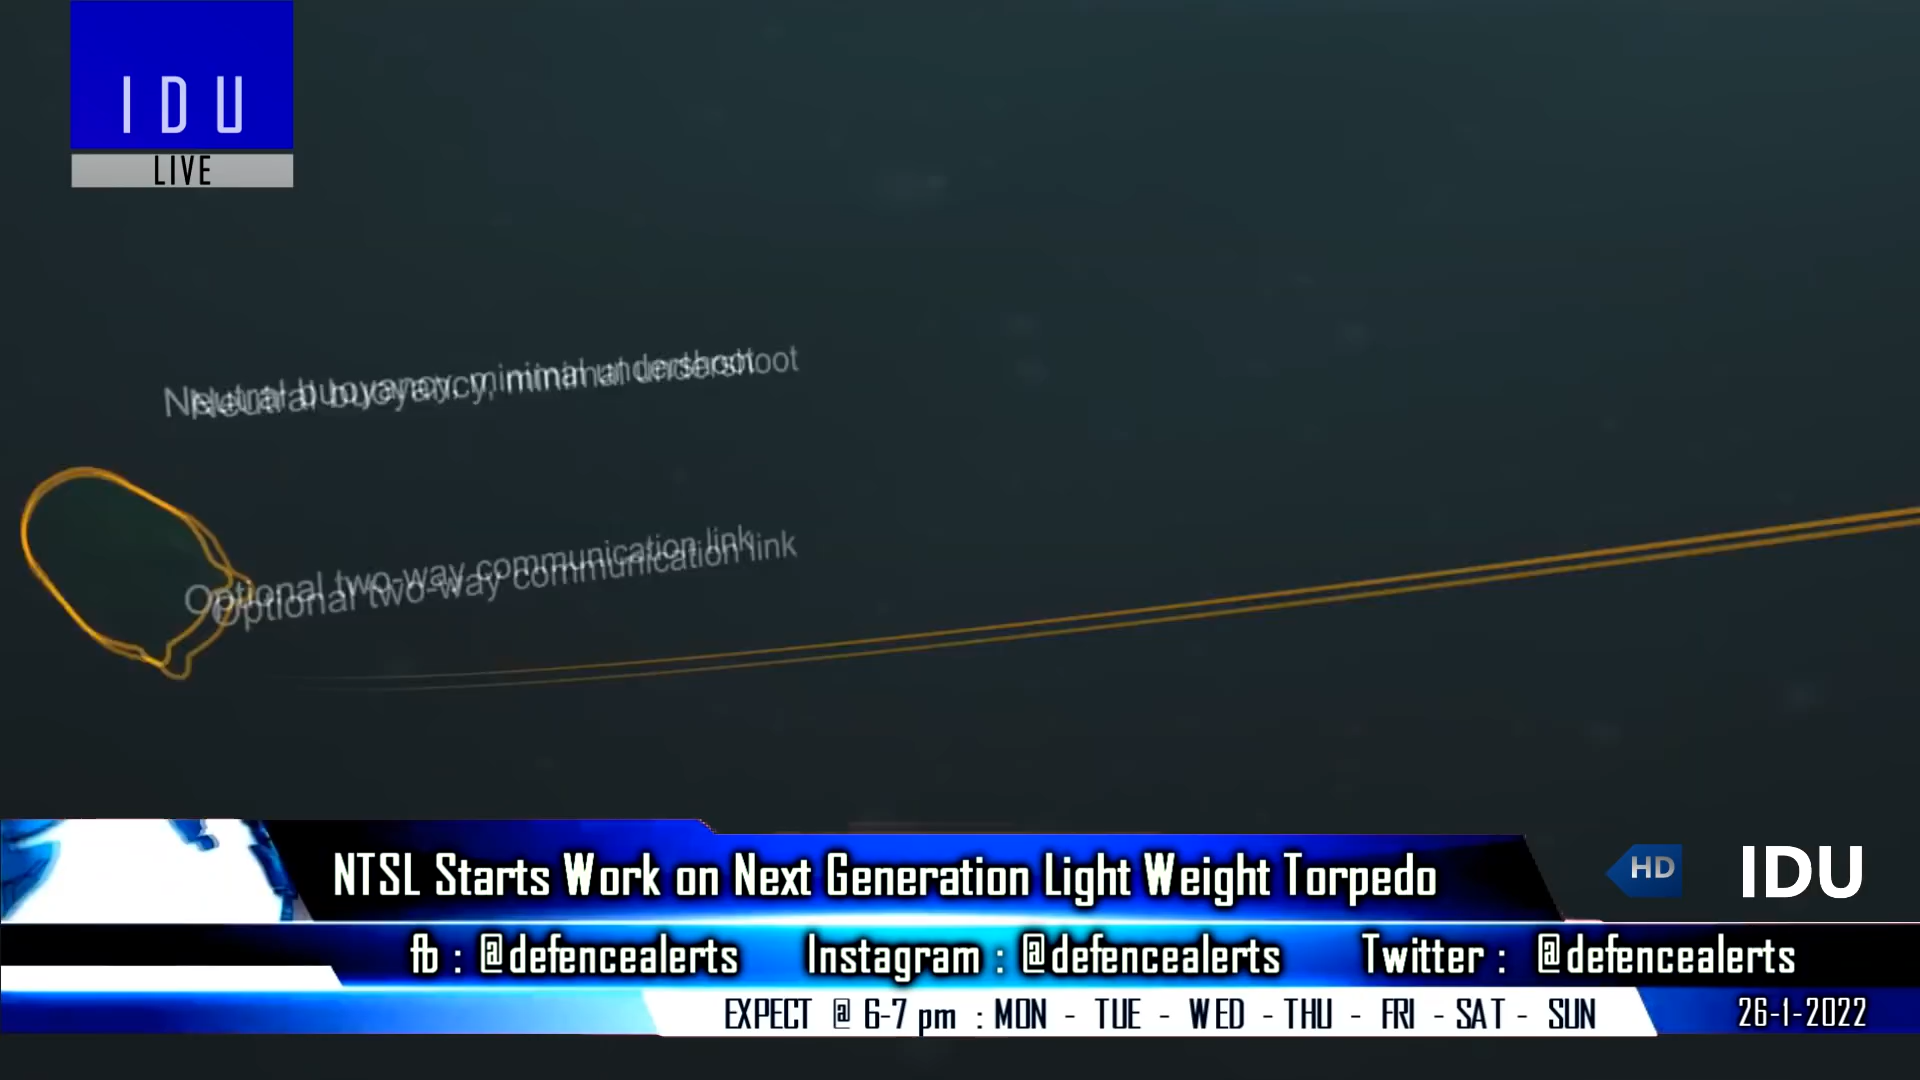 IDU
LIVE
Neutral buoyancy, minimal undershoot
Optional two-way communication link
NTSL Starts Work on Next Generation Light Weight Torpedo
HD
IDU
fb : @defencealerts Instagram : @defencealerts Twitter : @defencealerts
EXPECT @ 6-7 pm : MON - TUE - WED - THU - FRI - SAT - SUN
26-1-2022